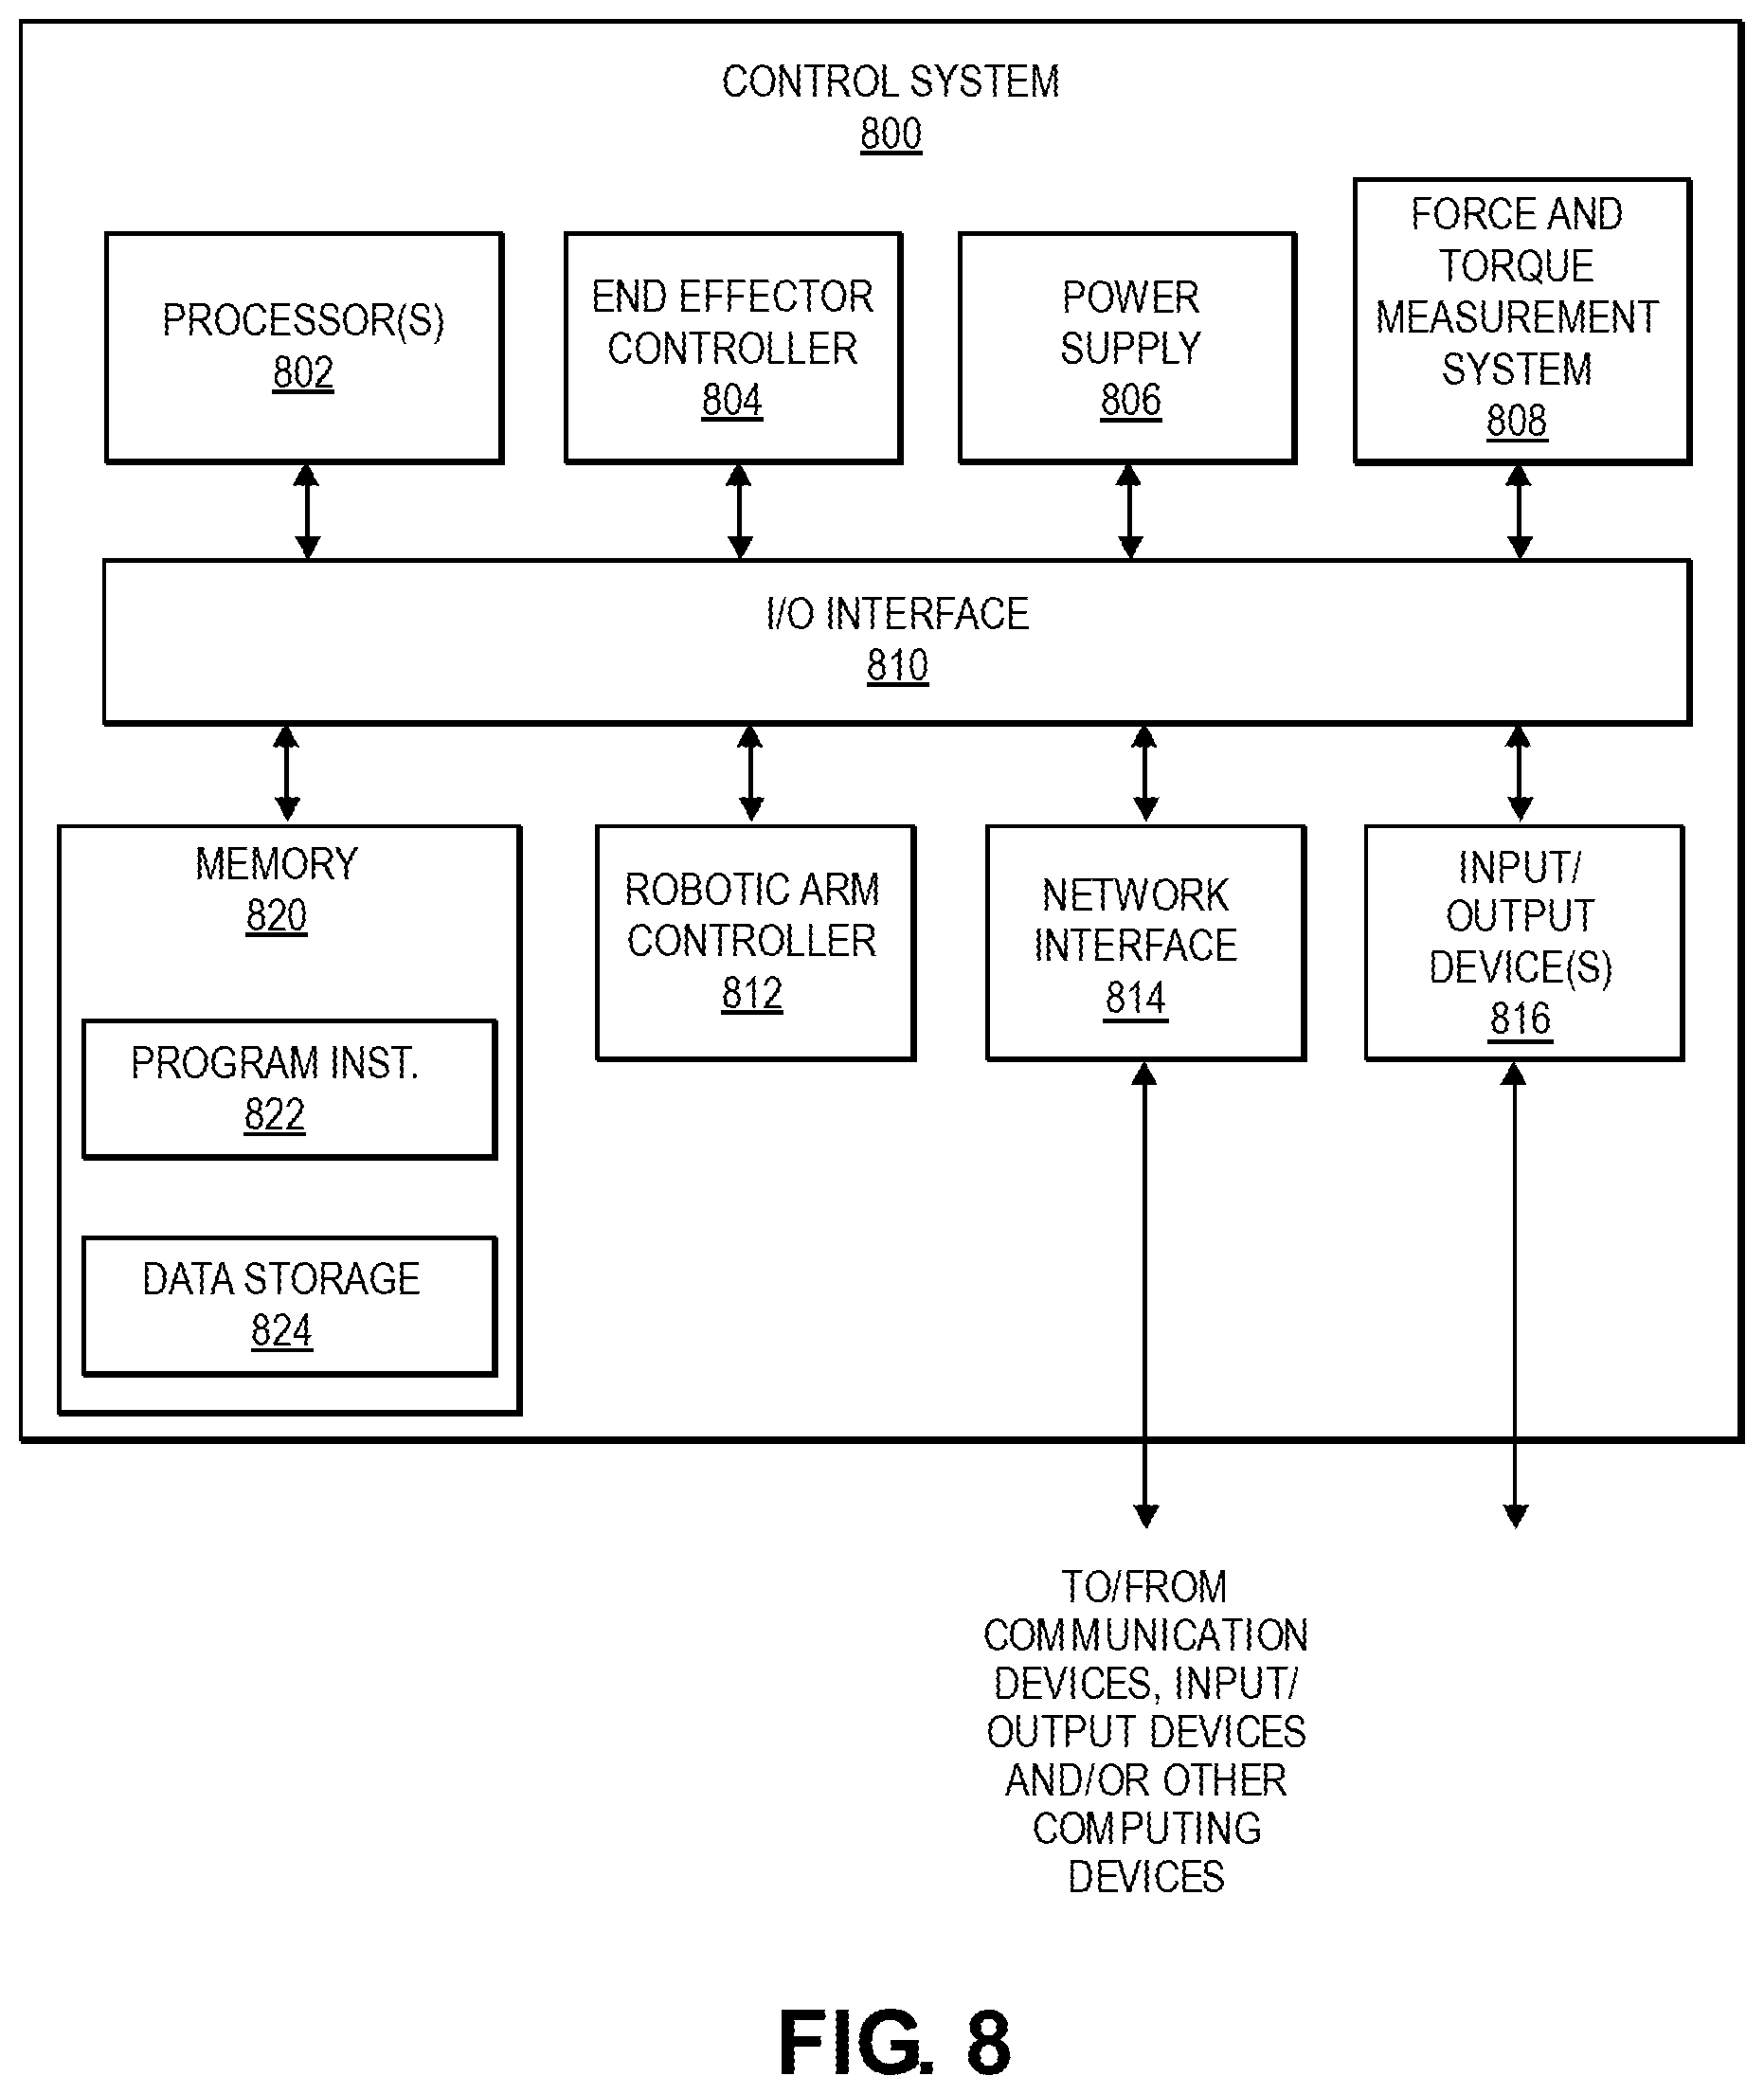 CONTROL SYSTEM
800
PROCESSOR(S)
802
END EFFECTOR
CONTROLLER
804
POWER
SUPPLY
806
FORCE AND
TORQUE
MEASUREMENT
SYSTEM
808
I/O INTERFACE
810
MEMORY
820
PROGRAM INST.
822
DATA STORAGE
824
ROBOTIC ARM
CONTROLLER
812
NETWORK
INTERFACE
814
INPUT/
OUTPUT
DEVICE(S)
816
TO/FROM
COMMUNICATION
DEVICES, INPUT/
OUTPUT DEVICES
AND/OR OTHER
COMPUTING
DEVICES
FIG. 8